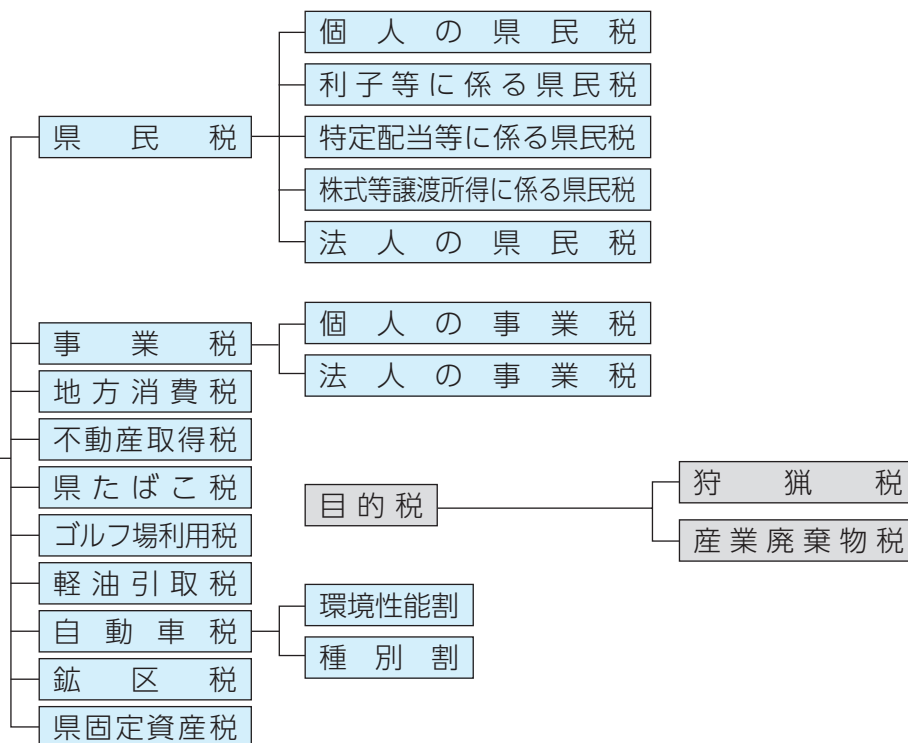 県民税
個人の県民税
利子等に係る県民税
特定配当等に係る県民税
株式等譲渡所得に係る県民税
法人の県民税
事業税
個人の事業税
法人の事業税
地方消費税
不動産取得税
県たばこ税
ゴルフ場利用税
軽油引取税
自動車税
環境性能割
種別割
鉱区税
県固定資産税
目的税
狩猟税
産業廃棄物税